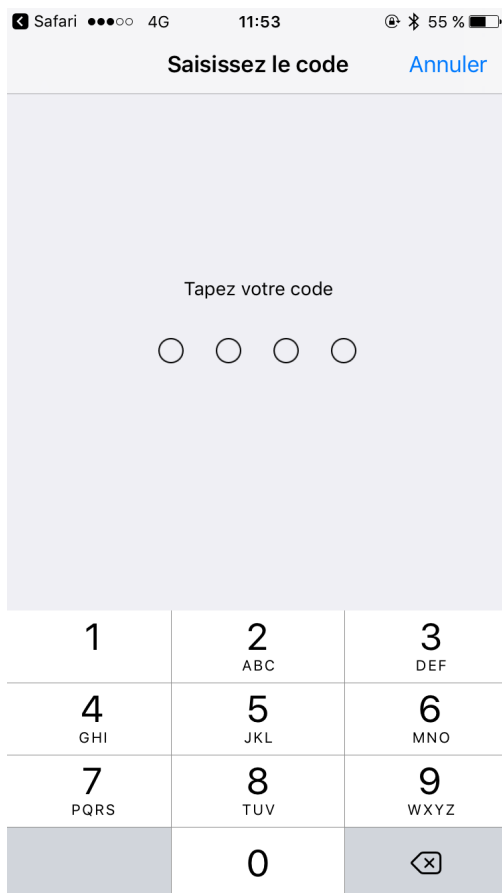 Safari 4G 11:53 55 %
Saisissez le code Annuler
Tapez votre code
1 2 3
ABC DEF
4 5 6
GHI JKL MNO
7 8 9
PQRS TUV WXYZ
0